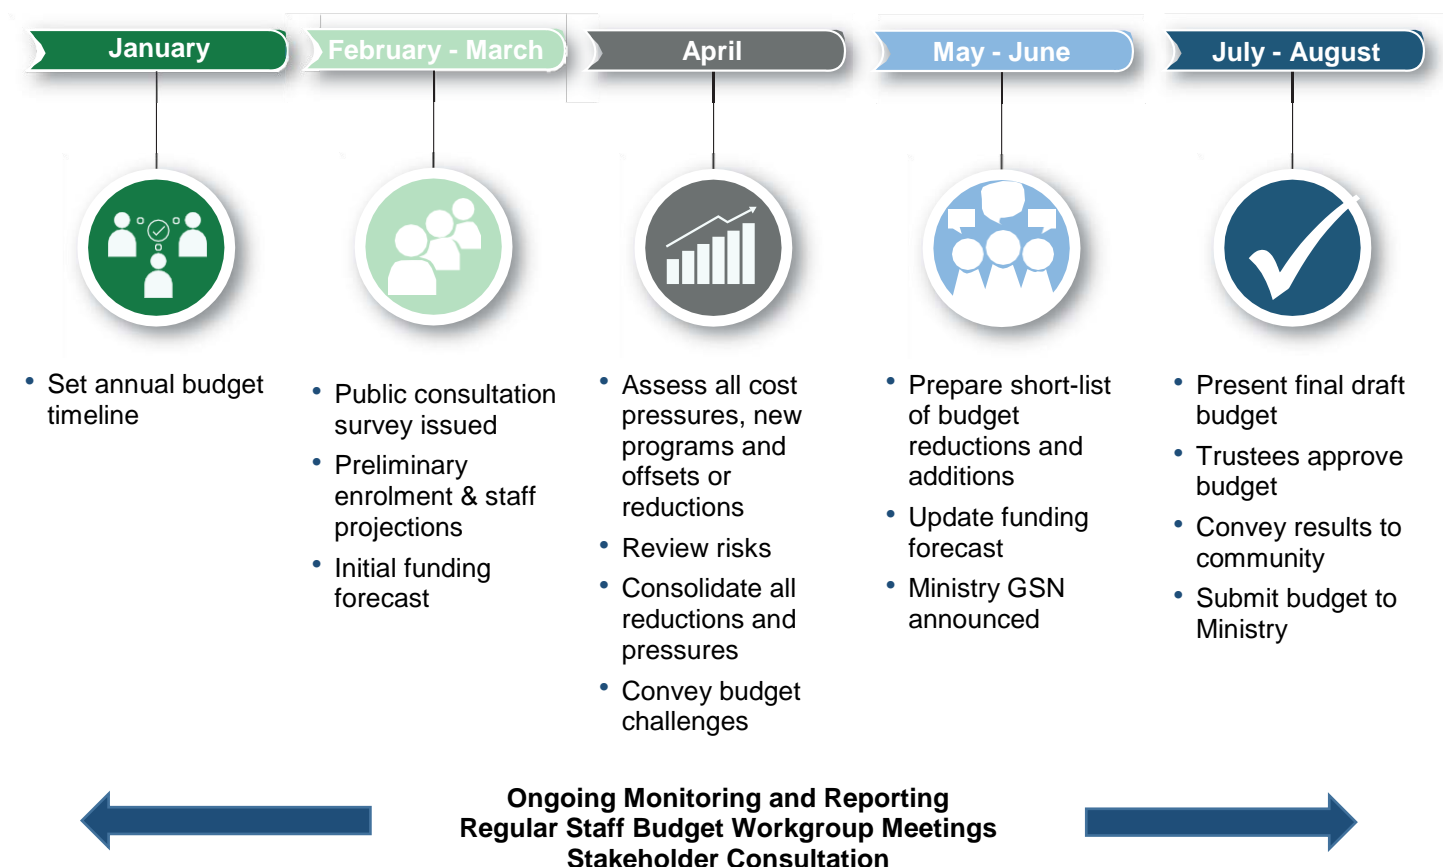 January
February - March
April
May - June
July - August
• Set annual budget
timeline
• Public consultation
survey issued
• Preliminary
enrolment & staff
projections
• Initial funding
forecast
• Assess all cost
pressures, new
programs and
offsets or
reductions
• Review risks
• Consolidate all
reductions and
pressures
• Convey budget
challenges
• Prepare short-list
of budget
reductions and
additions
• Update funding
forecast
• Ministry GSN
announced
• Present final draft
budget
• Trustees approve
budget
• Convey results to
community
• Submit budget to
Ministry
Ongoing Monitoring and Reporting
Regular Staff Budget Workgroup Meetings
Stakeholder Consultation